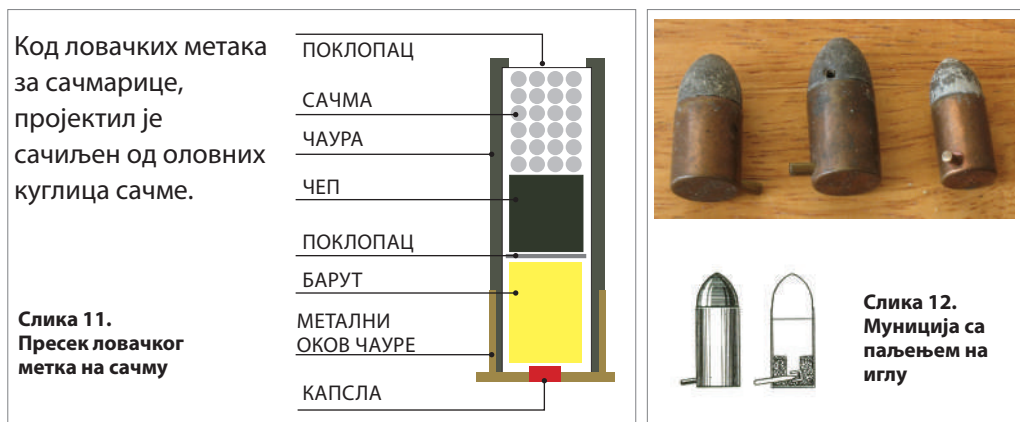 Код ловачких метака
за сачмарице,
пројектил је
сачиљен од оловних
куглица сачме.
Слика 11.
Пресек ловачког
метка на сачму
ПОКЛОПАЦ
САЧМА
ЧАУРА
ЧЕП
ПОКЛОПАЦ
БАРУТ
МЕТАЛНИ
ОКОВ ЧАУРЕ
КАПСЛА
Слика 12.
Муниција са
паљењем на
иглу